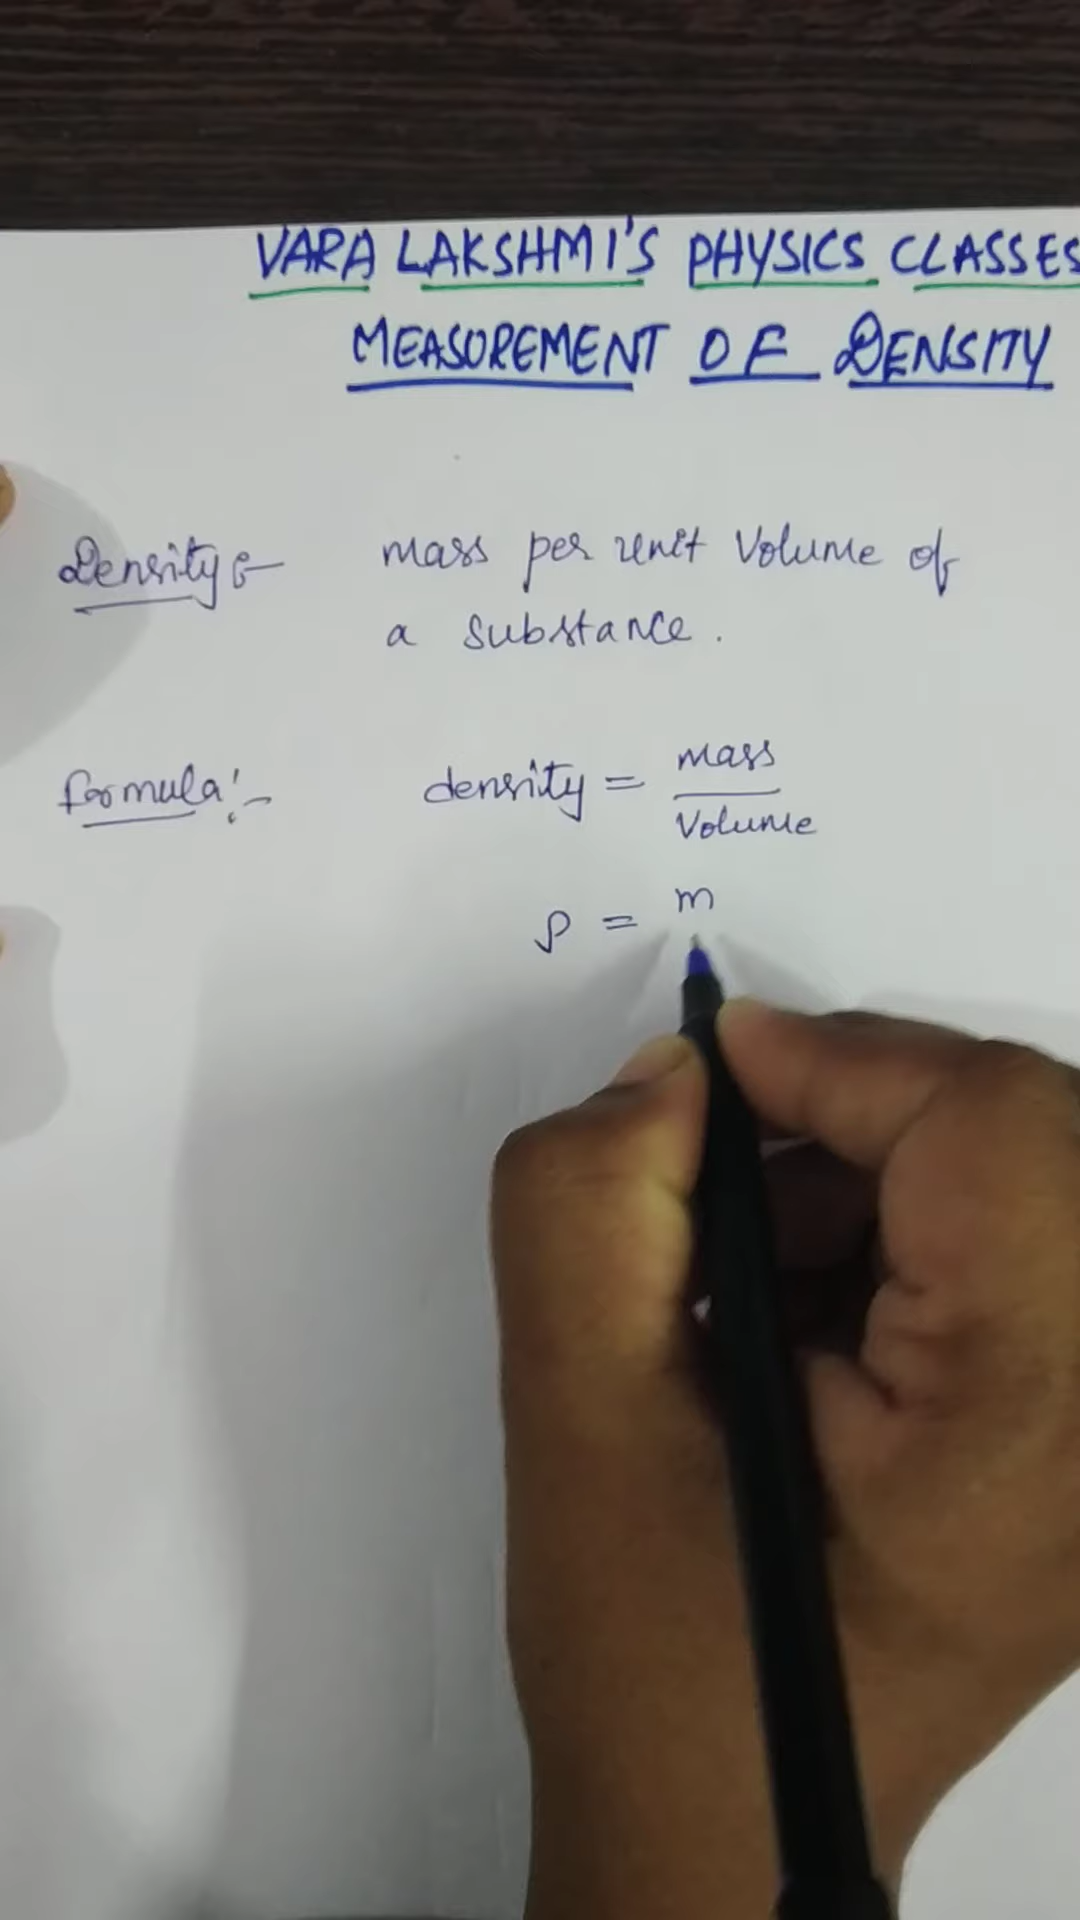 VARA LAKSHMI'S PHYSICS CLASSES
MEASUREMENT OF DENSITY
Density :- mass per unit Volume of
a substance.
formula :- density = mass / Volume
ρ = m